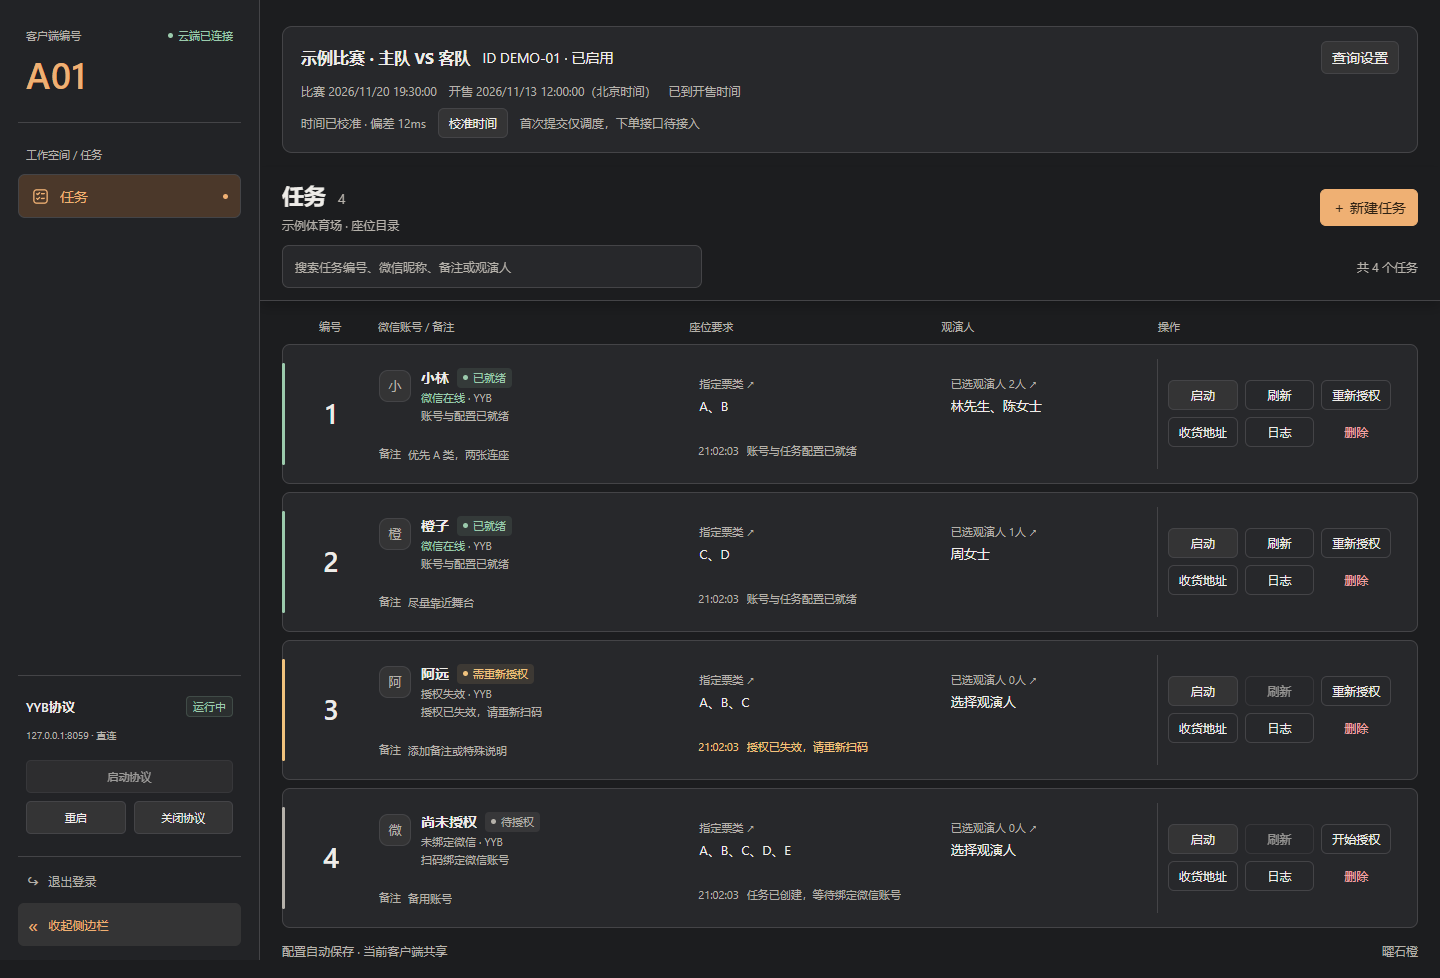 客户端编号
云端已连接
A01
工作空间 / 任务
任务
YYB协议
运行中
127.0.0.1:8059 · 直连
启动协议
重启
关闭协议
退出登录
收起侧边栏
示例比赛 · 主队 VS 客队 ID DEMO-01 · 已启用
查询设置
比赛 2026/11/20 19:30:00 开售 2026/11/13 12:00:00（北京时间） 已到开售时间
时间已校准 · 偏差 12ms 校准时间 首次提交仅调度，下单接口待接入
任务 4
示例体育场 · 座位目录
+ 新建任务
搜索任务编号、微信昵称、备注或观演人
共 4 个任务
编号 微信账号 / 备注 座位要求 观演人 操作
1
小
小林 已就绪
微信在线 · YYB
账号与配置已就绪
备注 优先 A 类，两张连座
指定票类 ↗
A、B
21:02:03 账号与任务配置已就绪
已选观演人 2人 ↗
林先生、陈女士
启动 刷新 重新授权
收货地址 日志 删除
2
橙
橙子 已就绪
微信在线 · YYB
账号与配置已就绪
备注 尽量靠近舞台
指定票类 ↗
C、D
21:02:03 账号与任务配置已就绪
已选观演人 1人 ↗
周女士
启动 刷新 重新授权
收货地址 日志 删除
3
阿
阿远 需重新授权
授权失效 · YYB
授权已失效，请重新扫码
备注 添加备注或特殊说明
指定票类 ↗
A、B、C
21:02:03 授权已失效，请重新扫码
已选观演人 0人 ↗
选择观演人
启动 刷新 重新授权
收货地址 日志 删除
4
微
尚未授权 待授权
未绑定微信 · YYB
扫码绑定微信账号
备注 备用账号
指定票类 ↗
A、B、C、D、E
21:02:03 任务已创建，等待绑定微信账号
已选观演人 0人 ↗
选择观演人
启动 刷新 开始授权
收货地址 日志 删除
配置自动保存 · 当前客户端共享
曜石橙